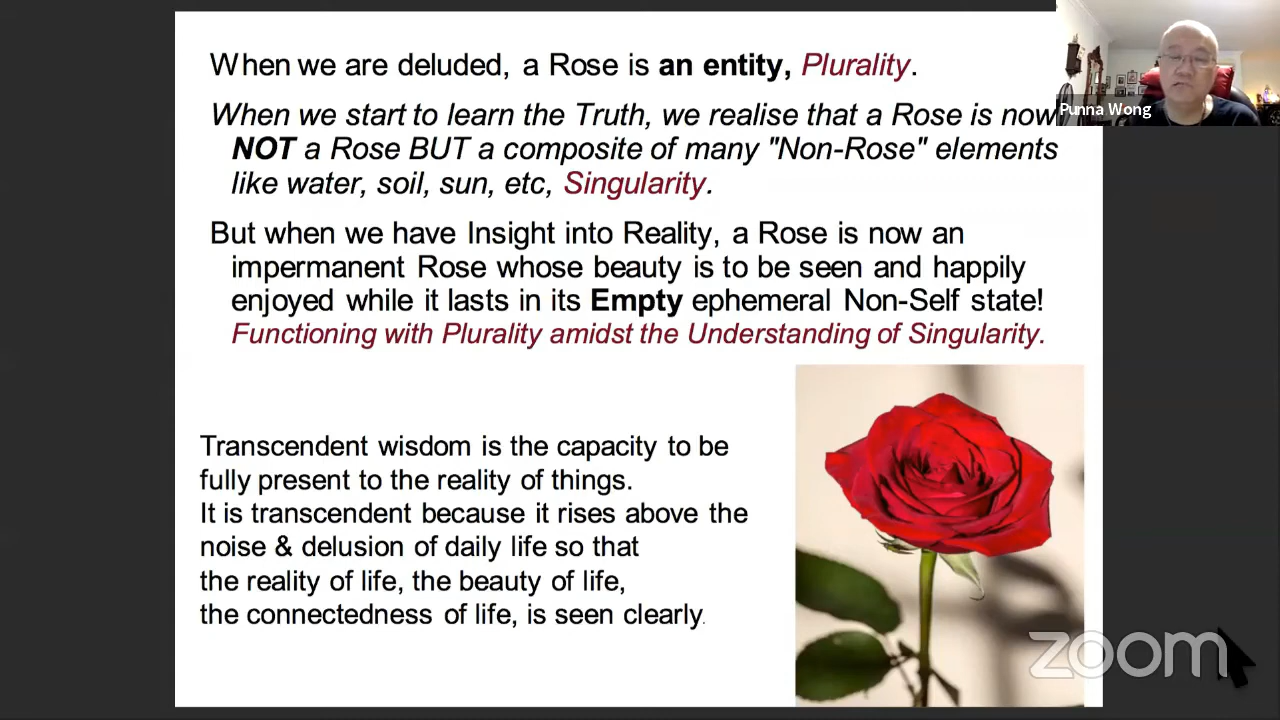 When we are deluded, a Rose is an entity, Plurality.
When we start to learn the Truth, we realise that a Rose is now
NOT a Rose BUT a composite of many "Non-Rose" elements
like water, soil, sun, etc, Singularity.
But when we have Insight into Reality, a Rose is now an
impermanent Rose whose beauty is to be seen and happily
enjoyed while it lasts in its Empty ephemeral Non-Self state!
Functioning with Plurality amidst the Understanding of Singularity.
Transcendent wisdom is the capacity to be
fully present to the reality of things.
It is transcendent because it rises above the
noise & delusion of daily life so that
the reality of life, the beauty of life,
the connectedness of life, is seen clearly.
Punna Wong
zoom